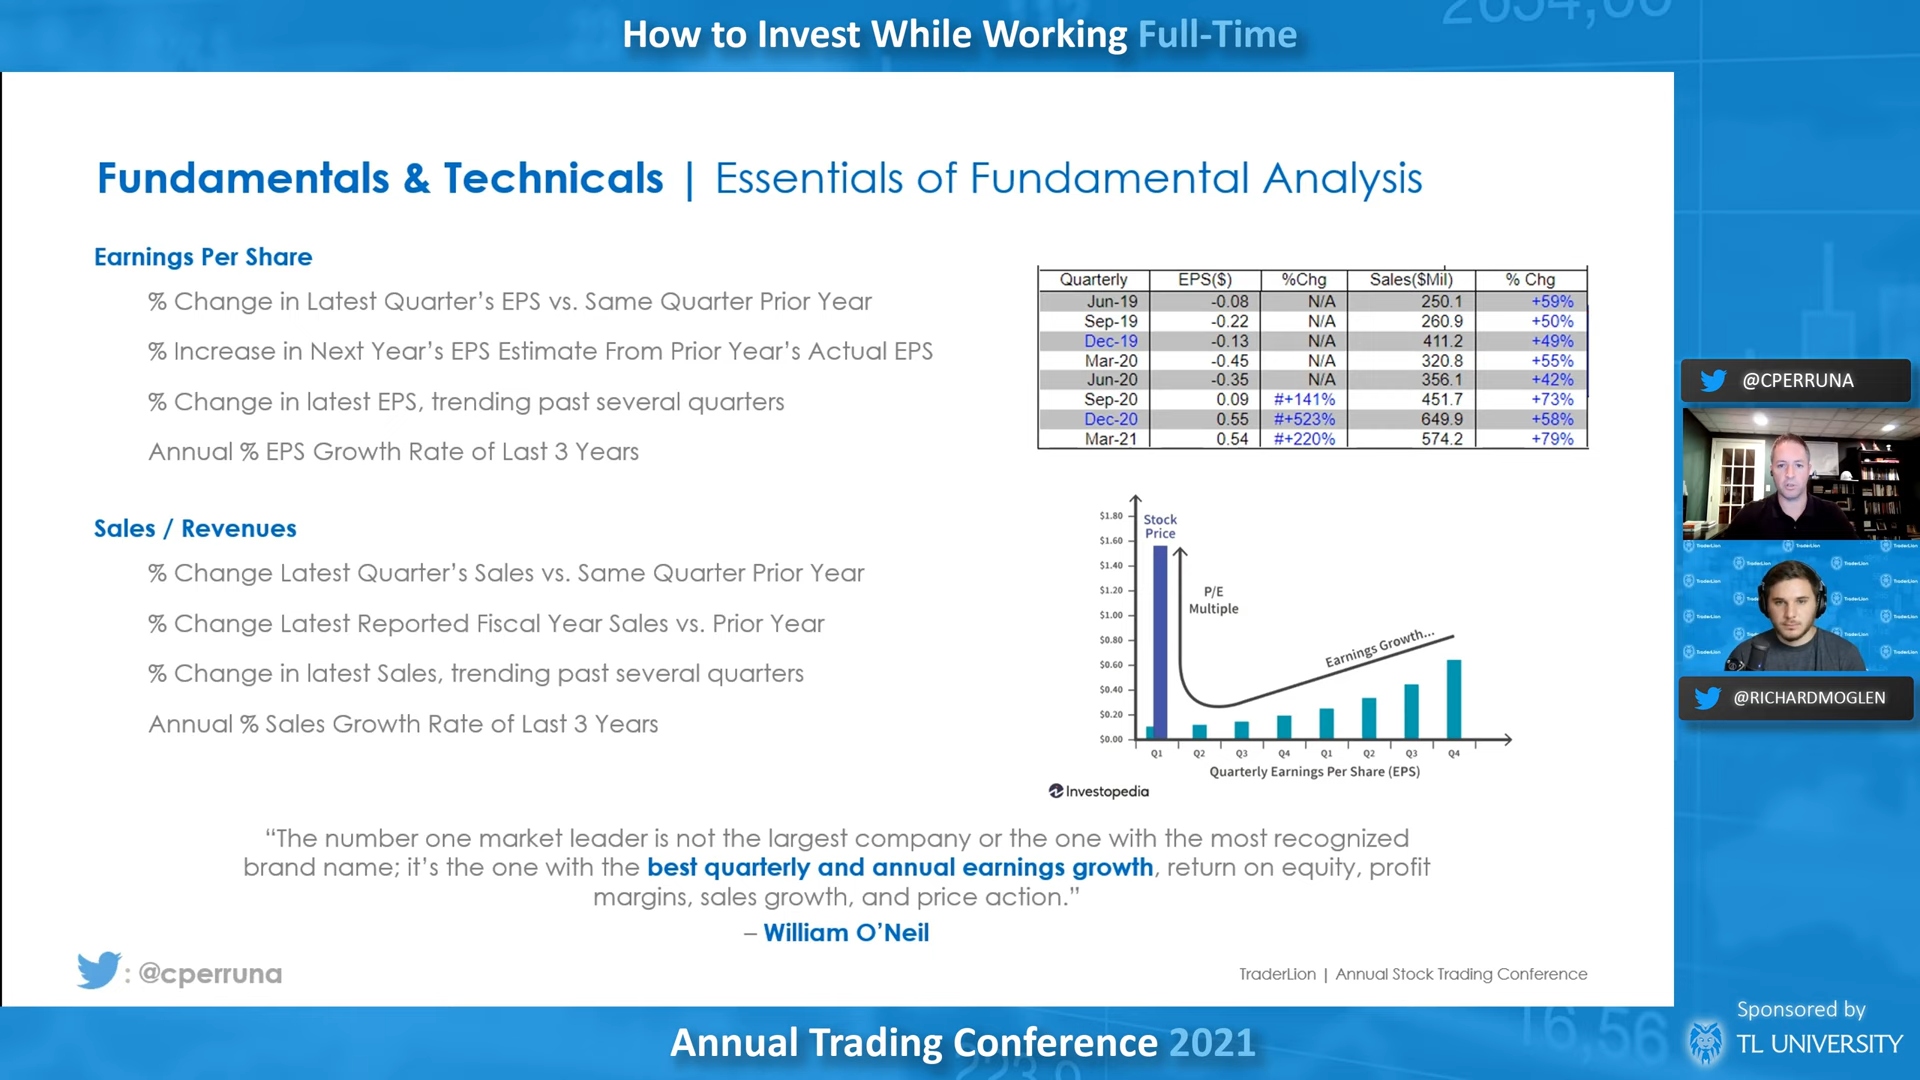 How to Invest While Working Full-Time
Fundamentals & Technicals | Essentials of Fundamental Analysis
Earnings Per Share
% Change in Latest Quarter’s EPS vs. Same Quarter Prior Year
% Increase in Next Year’s EPS Estimate From Prior Year’s Actual EPS
% Change in latest EPS, trending past several quarters
Annual % EPS Growth Rate of Last 3 Years
Sales / Revenues
% Change Latest Quarter’s Sales vs. Same Quarter Prior Year
% Change Latest Reported Fiscal Year Sales vs. Prior Year
% Change in latest Sales, trending past several quarters
Annual % Sales Growth Rate of Last 3 Years
Quarterly EPS($) %Chg Sales($Mil) % Chg
Jun-19 -0.08 N/A 250.1 +59%
Sep-19 -0.22 N/A 260.9 +50%
Dec-19 -0.13 N/A 411.2 +49%
Mar-20 -0.45 N/A 320.8 +55%
Jun-20 -0.35 N/A 356.1 +42%
Sep-20 0.09 #+141% 451.7 +73%
Dec-20 0.55 #+523% 649.9 +58%
Mar-21 0.54 #+220% 574.2 +79%
$1.80
$1.60
$1.40
$1.20
$1.00
$0.80
$0.60
$0.40
$0.20
$0.00
Stock
Price
P/E
Multiple
Earnings Growth...
Q1 Q2 Q3 Q4 Q1 Q2 Q3 Q4
Quarterly Earnings Per Share (EPS)
Investopedia
“The number one market leader is not the largest company or the one with the most recognized
brand name; it’s the one with the best quarterly and annual earnings growth, return on equity, profit
margins, sales growth, and price action.”
– William O’Neil
: @cperruna
TraderLion | Annual Stock Trading Conference
@CPERRUNA
@RICHARDMOGLEN
Annual Trading Conference 2021
Sponsored by
TL UNIVERSITY